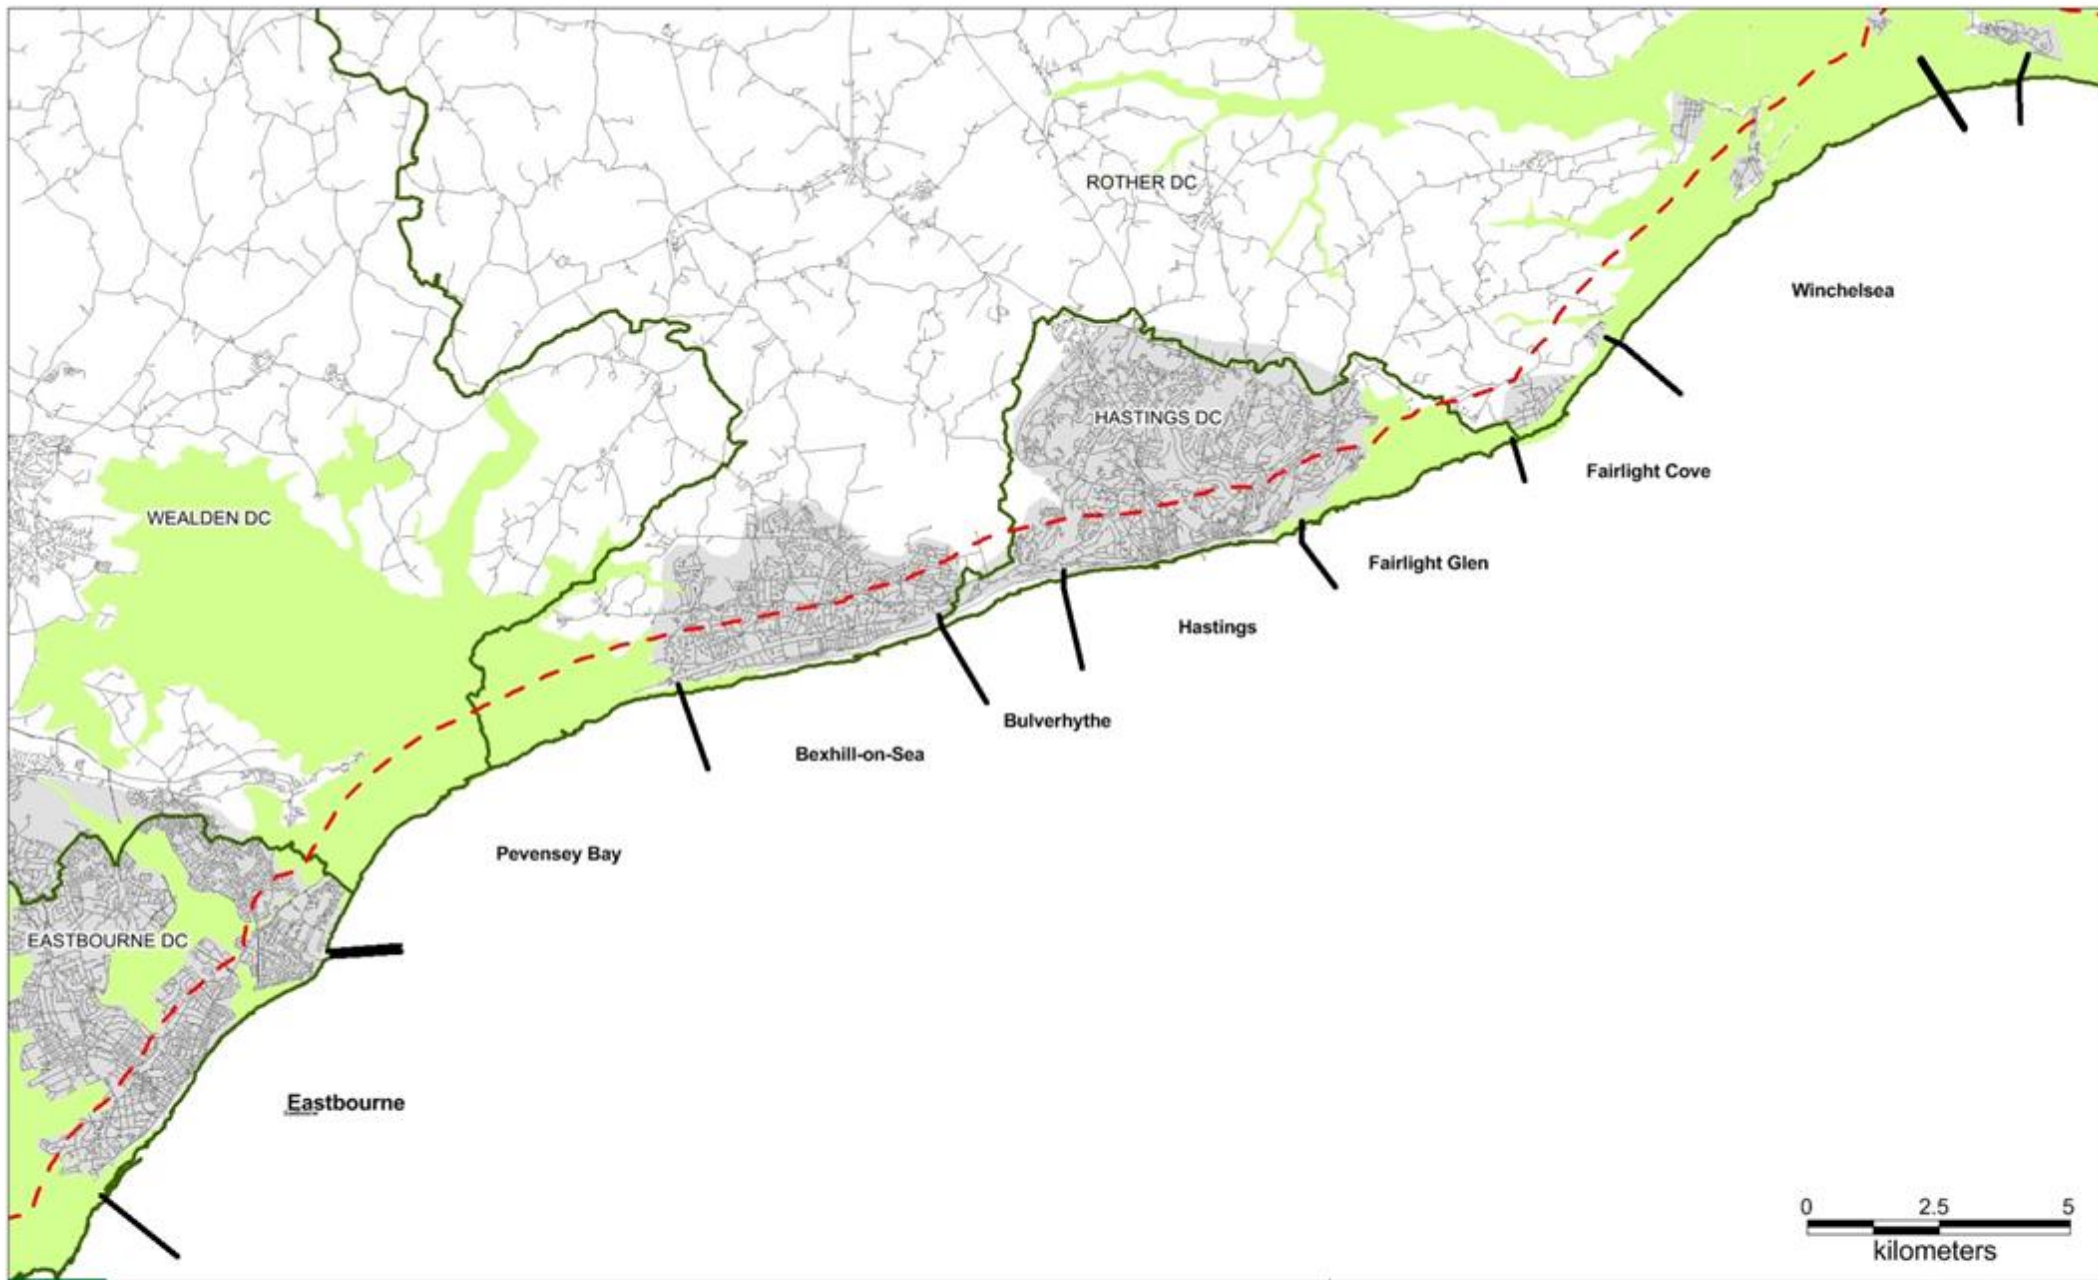 ROTHER DC
Winchelsea
HASTINGS DC
Fairlight Cove
WEALDEN DC
Fairlight Glen
Hastings
Bulverhythe
Bexhill-on-Sea
Pevensey Bay
EASTBOURNE DC
Eastbourne
0 2.5 5
kilometers